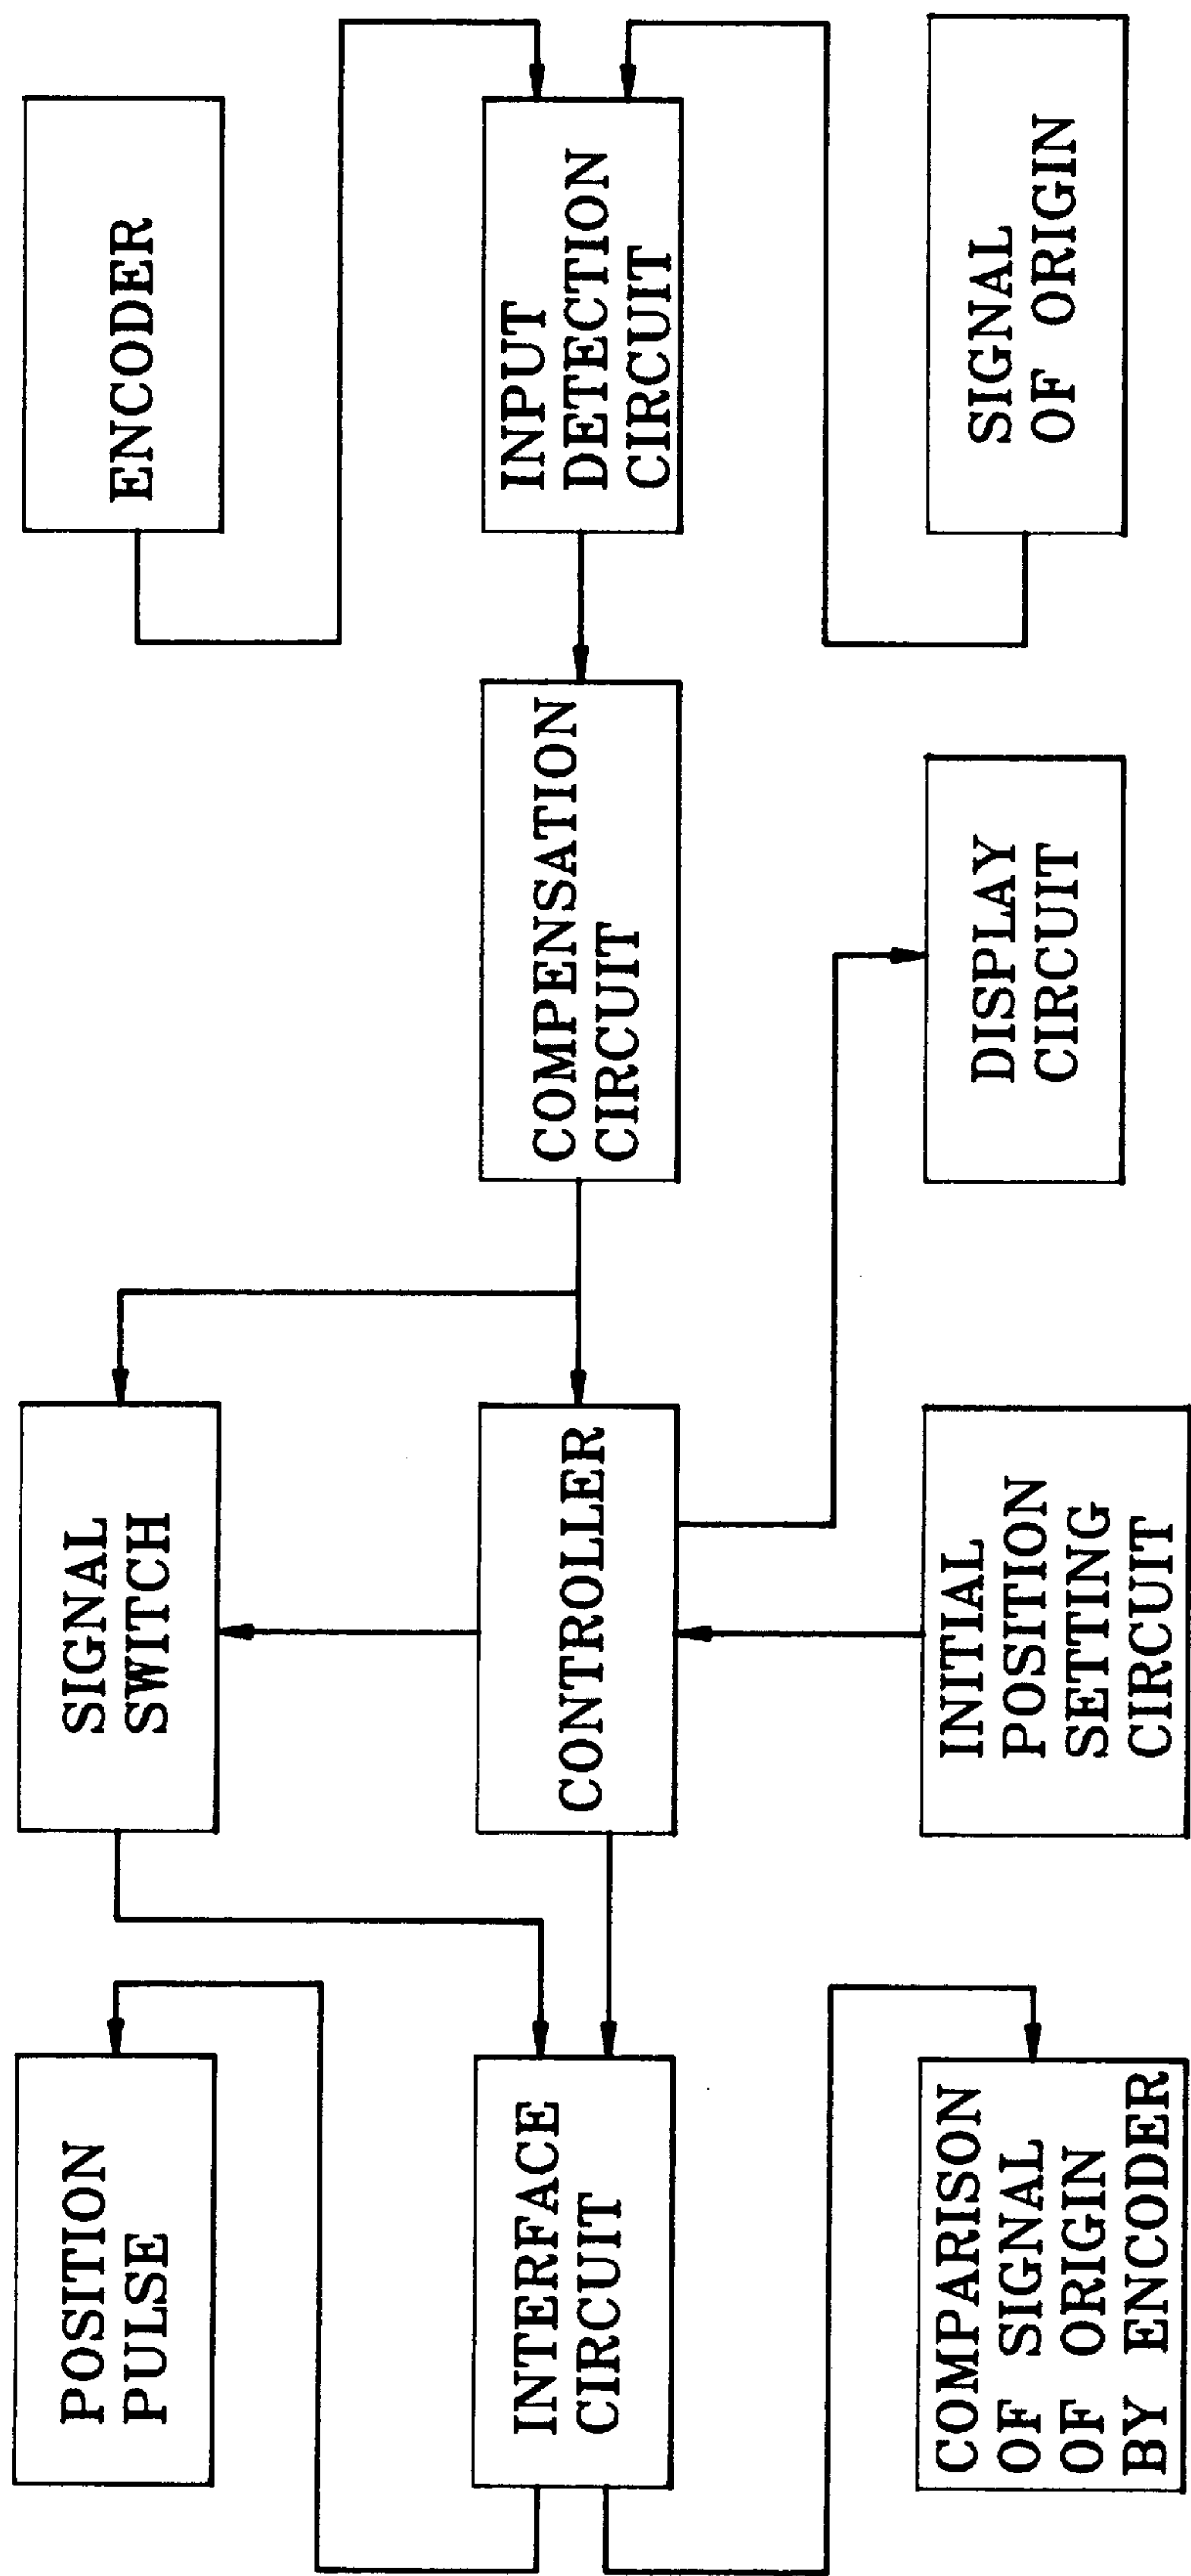 ENCODER
INPUT
DETECTION
CIRCUIT
SIGNAL
OF ORIGIN
COMPENSATION
CIRCUIT
DISPLAY
CIRCUIT
SIGNAL
SWITCH
CONTROLLER
INITIAL
POSITION
SETTING
CIRCUIT
POSITION
PULSE
INTERFACE
CIRCUIT
COMPARISON
OF SIGNAL
OF ORIGIN
BY ENCODER